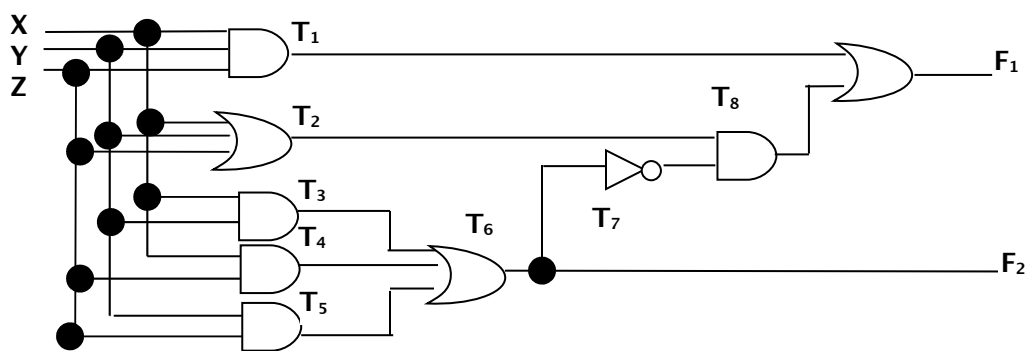 X
Y
Z
T₁
T₂
T₃
T₄
T₅
T₆
T₇
T₈
F₁
F₂